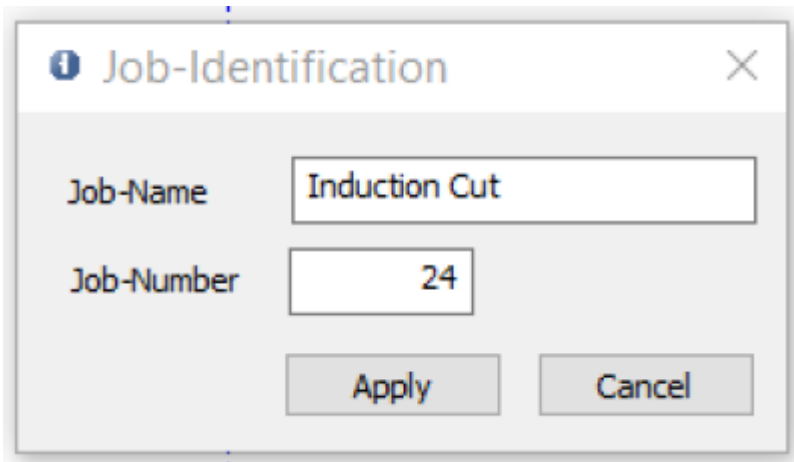 Job-Identification
Job-Name Induction Cut
Job-Number 24
Apply Cancel